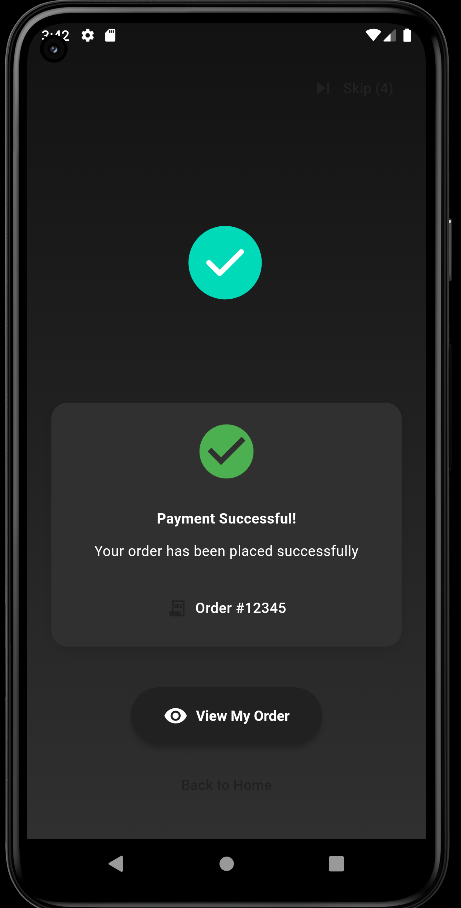 3:42
Skip (4)
Payment Successful!
Your order has been placed successfully
Order #12345
View My Order
Back to Home